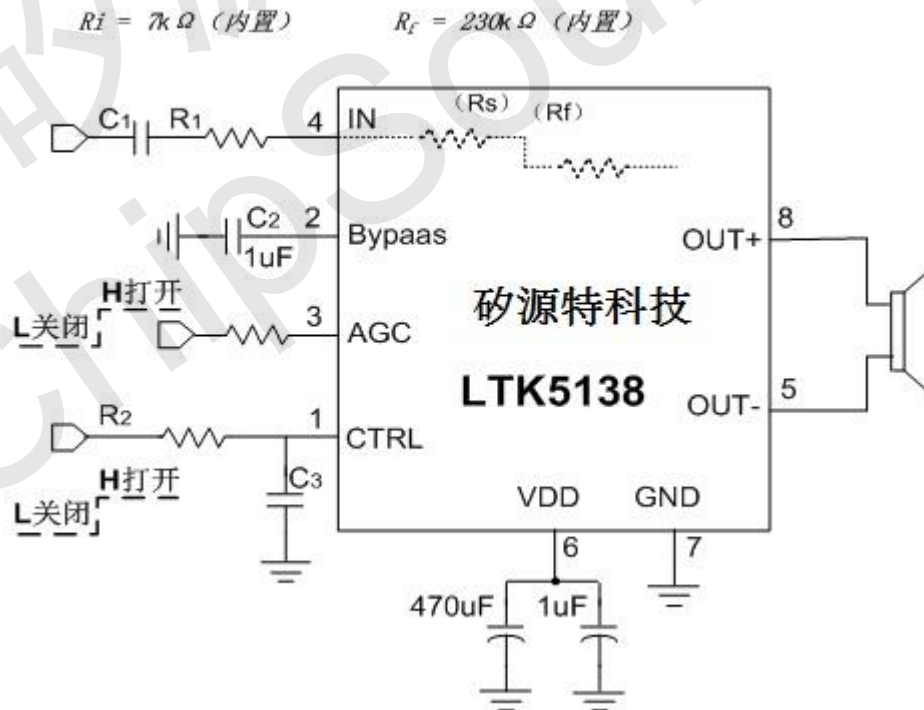 Ri = 7kΩ (内置) Rf = 230kΩ (内置)
C1 R1 4 IN (Rs) (Rf)
C2 2 Bypaas
1uF
8
OUT+
H打开
L关闭
3 AGC
矽源特科技
LTK5138
5
OUT-
R2 1 CTRL
H打开
L关闭
C3
VDD GND
6 7
470uF 1uF
ChipSour